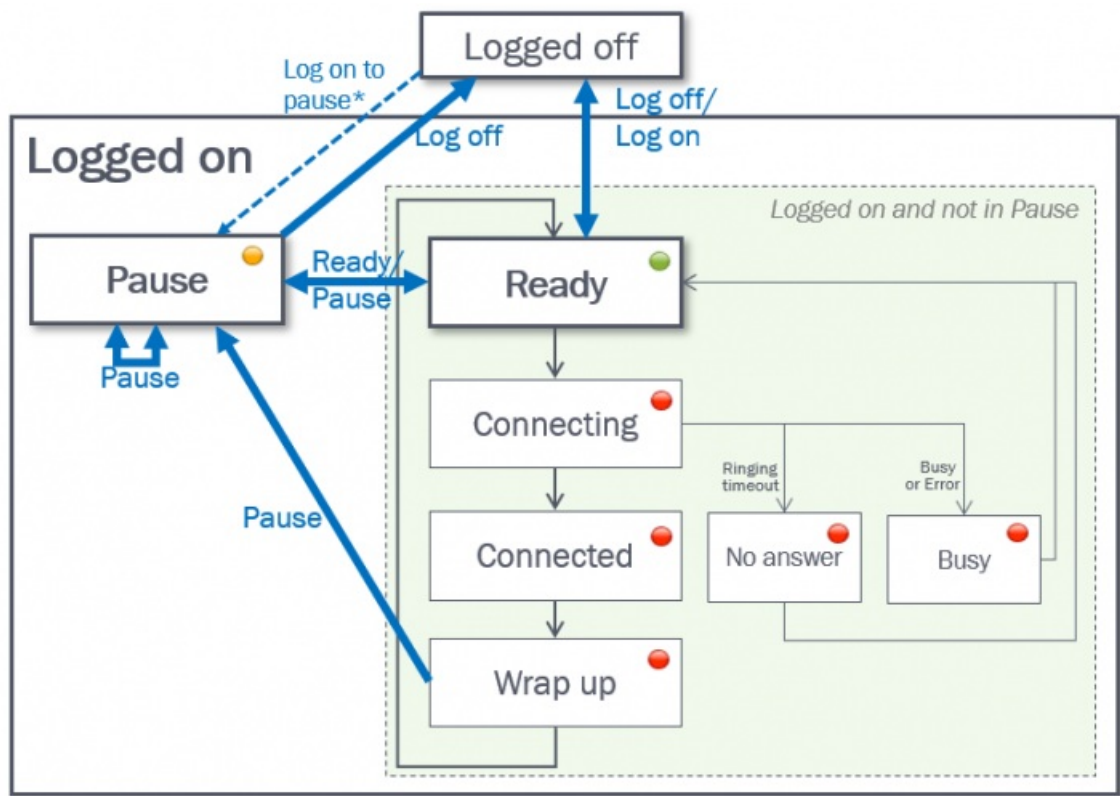 Logged off
Log on to
pause*
Log off/
Log on
Log off
Logged on
Logged on and not in Pause
Pause
Ready/
Pause
Ready
Pause
Connecting
Ringing
timeout
Busy
or Error
Pause
Connected
No answer
Busy
Wrap up